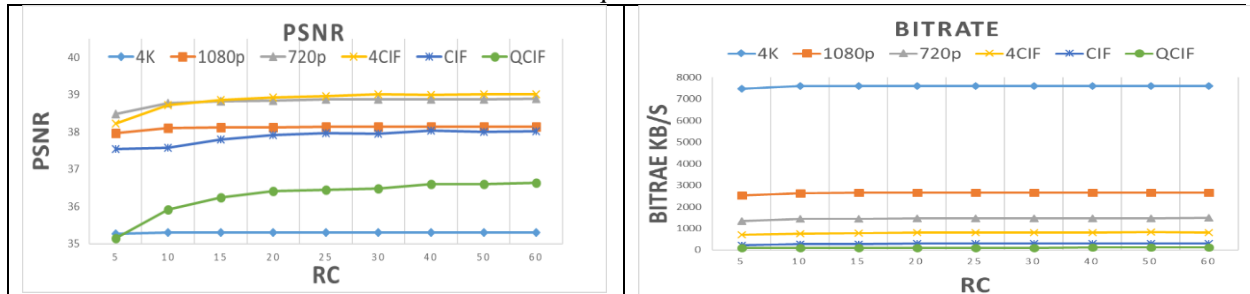 PSNR
4K 1080p 720p 4CIF CIF QCIF
PSNR
40
39
38
37
36
35
5 10 15 20 25 30 40 50 60
RC
BITRATE
4K 1080p 720p 4CIF CIF QCIF
BITRAE KB/S
8000
7000
6000
5000
4000
3000
2000
1000
0
5 10 15 20 25 30 40 50 60
RC